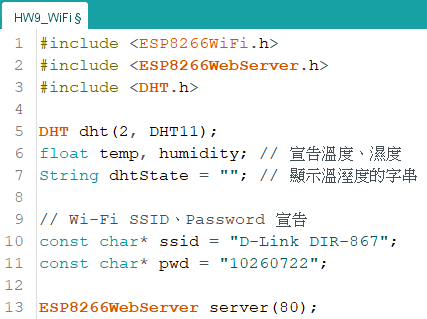 HW9_WiFi §
1 #include <ESP8266WiFi.h>
2 #include <ESP8266WebServer.h>
3 #include <DHT.h>
4
5 DHT dht(2, DHT11);
6 float temp, humidity; // 宣告溫度、濕度
7 String dhtState = ""; // 顯示溫溼度的字串
8
9 // Wi-Fi SSID、Password 宣告
10 const char* ssid = "D-Link DIR-867";
11 const char* pwd = "10260722";
12
13 ESP8266WebServer server(80);